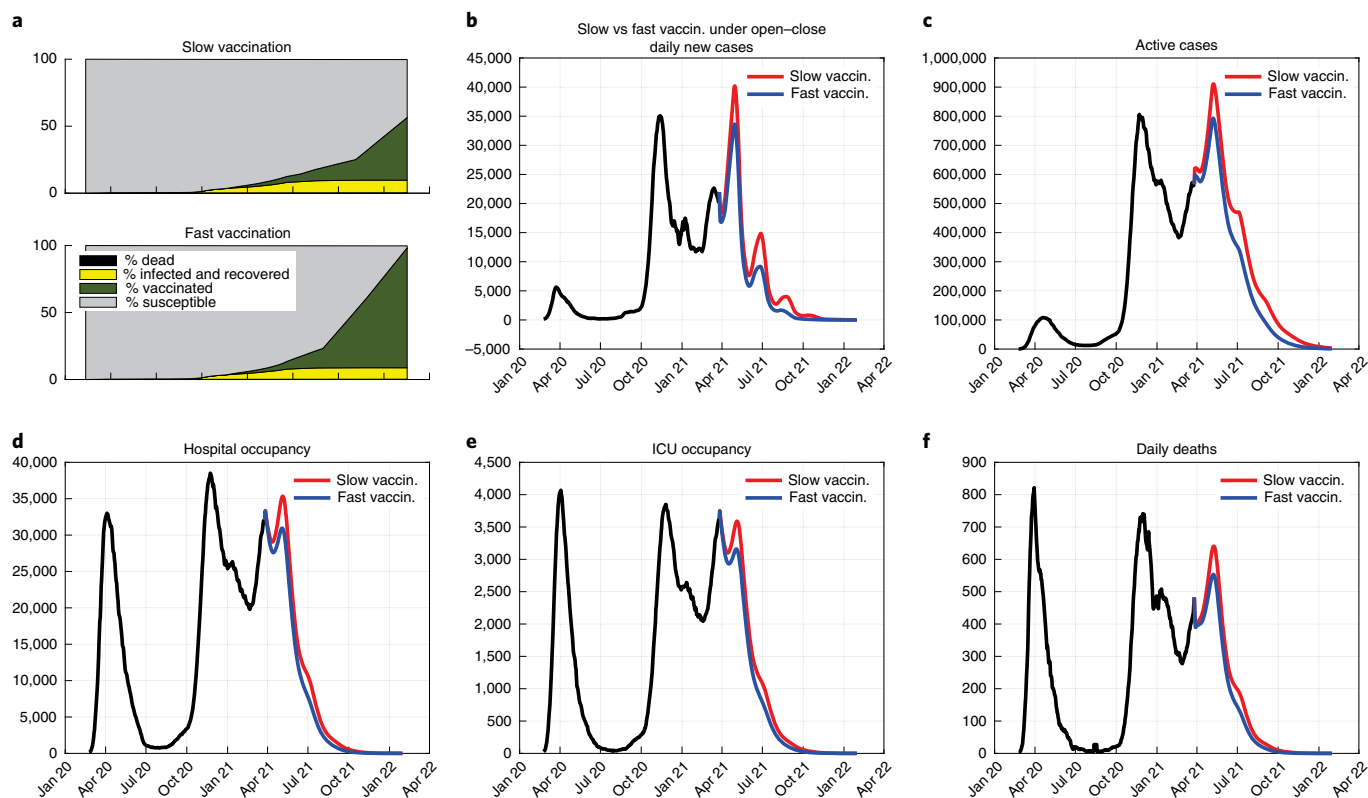 a
Slow vaccination
100
50
0
Fast vaccination
100
50
0
% dead
% infected and recovered
% vaccinated
% susceptible
b
Slow vs fast vaccin. under open–close
daily new cases
45,000
40,000
35,000
30,000
25,000
20,000
15,000
10,000
5,000
0
–5,000
Slow vaccin.
Fast vaccin.
Jan 20
Apr 20
Jul 20
Oct 20
Jan 21
Apr 21
Jul 21
Oct 21
Jan 22
Apr 22
c
Active cases
1,000,000
900,000
800,000
700,000
600,000
500,000
400,000
300,000
200,000
100,000
0
Slow vaccin.
Fast vaccin.
Jan 20
Apr 20
Jul 20
Oct 20
Jan 21
Apr 21
Jul 21
Oct 21
Jan 22
Apr 22
d
Hospital occupancy
40,000
35,000
30,000
25,000
20,000
15,000
10,000
5,000
0
Slow vaccin.
Fast vaccin.
Jan 20
Apr 20
Jul 20
Oct 20
Jan 21
Apr 21
Jul 21
Oct 21
Jan 22
Apr 22
e
ICU occupancy
4,500
4,000
3,500
3,000
2,500
2,000
1,500
1,000
500
0
Slow vaccin.
Fast vaccin.
Jan 20
Apr 20
Jul 20
Oct 20
Jan 21
Apr 21
Jul 21
Oct 21
Jan 22
Apr 22
f
Daily deaths
900
800
700
600
500
400
300
200
100
0
Slow vaccin.
Fast vaccin.
Jan 20
Apr 20
Jul 20
Oct 20
Jan 21
Apr 21
Jul 21
Oct 21
Jan 22
Apr 22